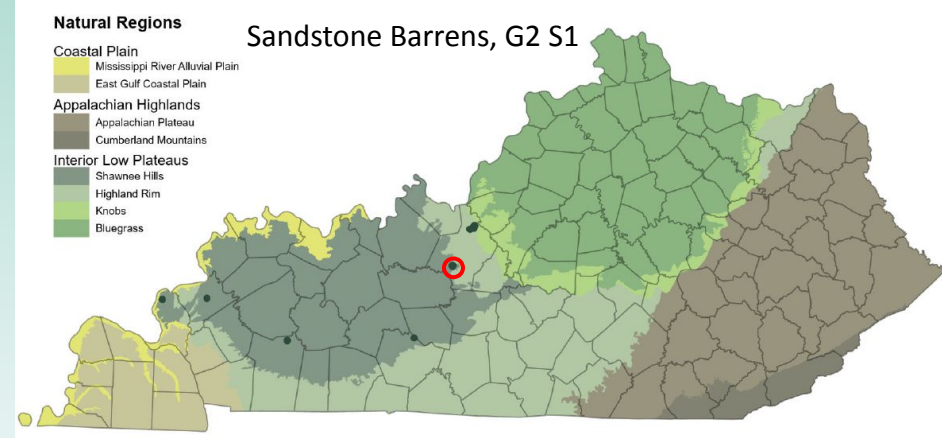 Sandstone Barrens, G2 S1
Natural Regions
Coastal Plain
Mississippi River Alluvial Plain
East Gulf Coastal Plain
Appalachian Highlands
Appalachian Plateau
Cumberland Mountains
Interior Low Plateaus
Shawnee Hills
Highland Rim
Knobs
Bluegrass